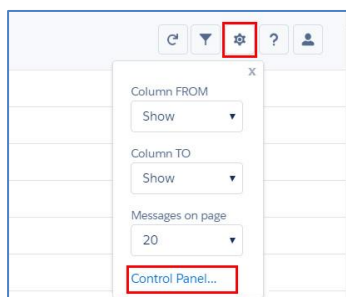 ?
x
Column FROM
Show
Column TO
Show
Messages on page
20
Control Panel...